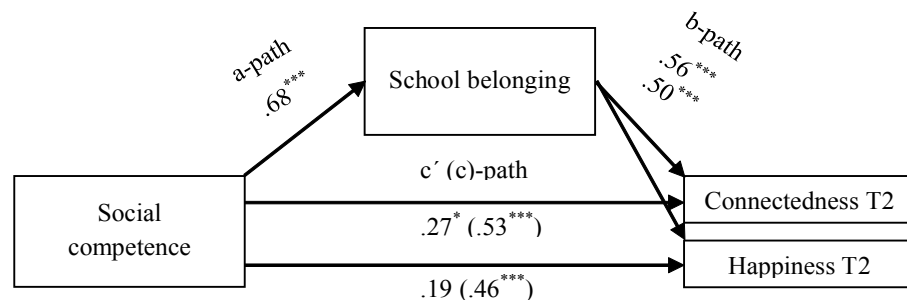 a-path
.68***
School belonging
b-path
.56***
.50***
c´ (c)-path
Social
competence
.27* (.53***)
Connectedness T2
.19 (.46***)
Happiness T2